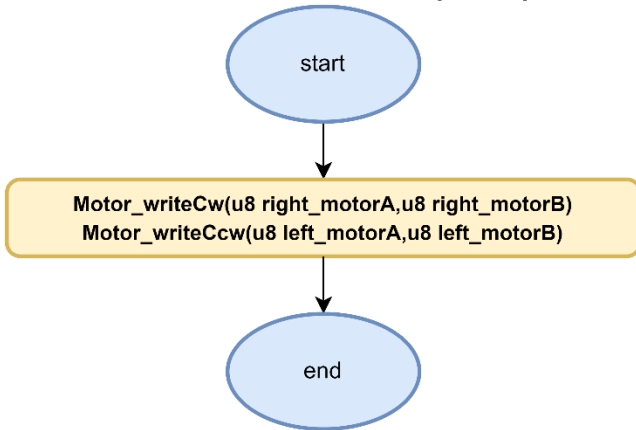 start
Motor_writeCw(u8 right_motorA,u8 right_motorB)
Motor_writeCcw(u8 left_motorA,u8 left_motorB)
end